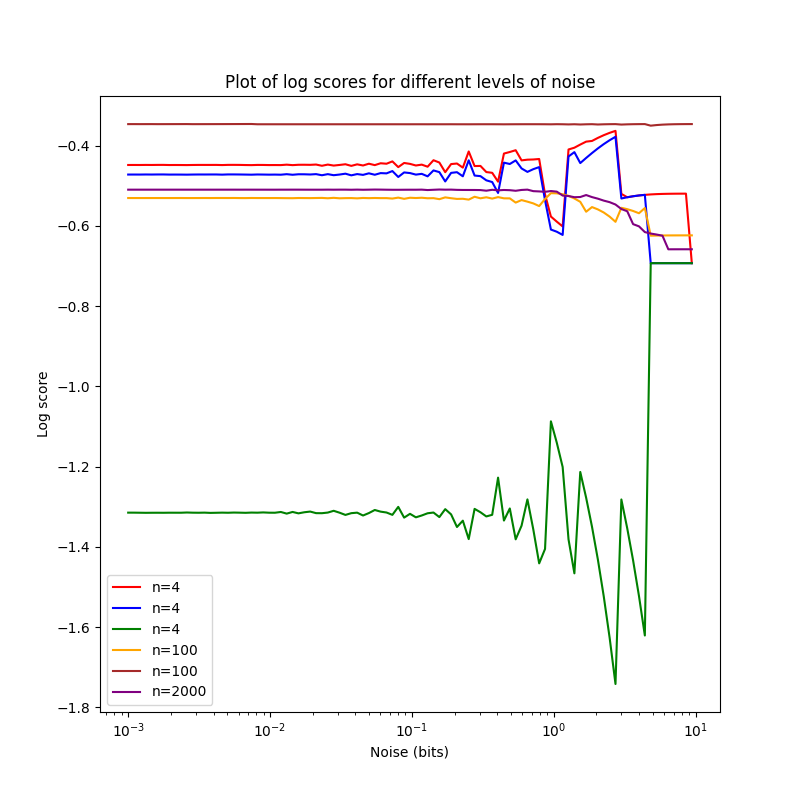 Plot of log scores for different levels of noise
−0.4
−0.6
−0.8
−1.0
−1.2
−1.4
−1.6
−1.8
Log score
n=4
n=4
n=4
n=100
n=100
n=2000
10⁻³
10⁻²
10⁻¹
10⁰
10¹
Noise (bits)